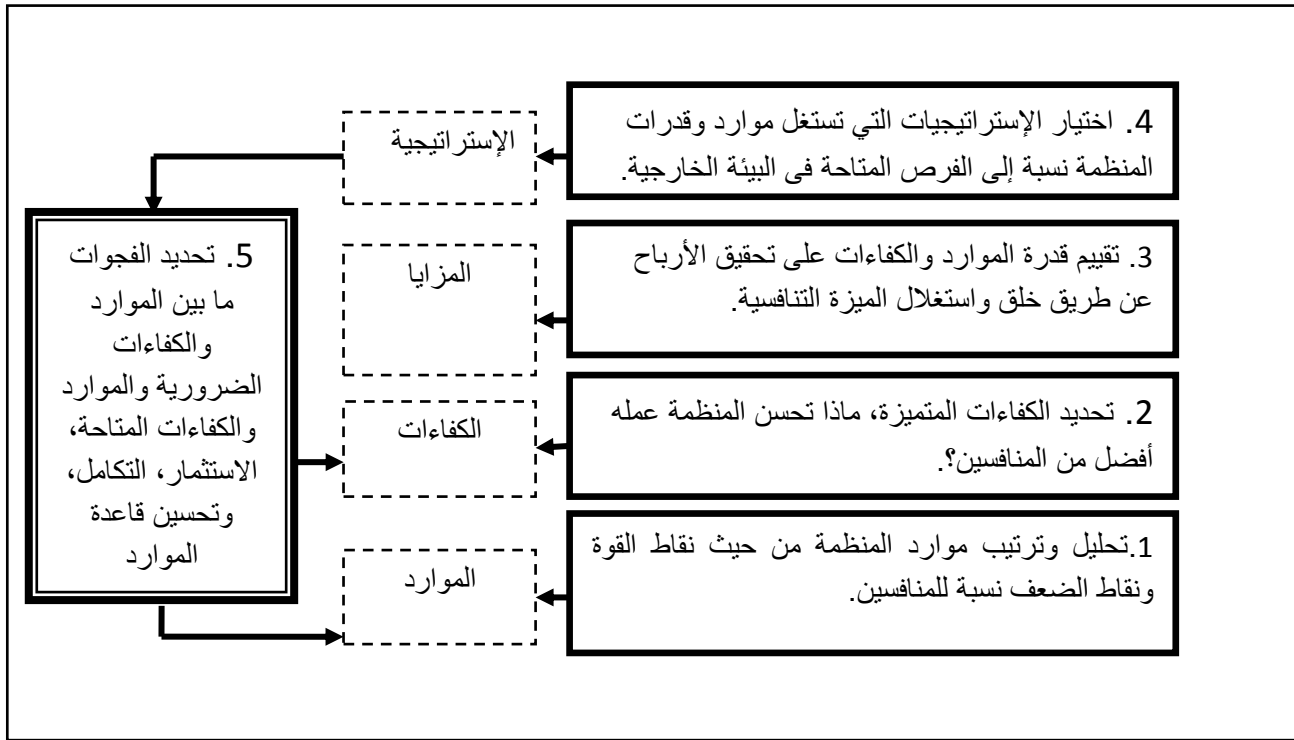 4. اختيار الإستراتيجيات التي تستغل موارد وقدرات
المنظمة نسبة إلى الفرص المتاحة فى البيئة الخارجية.
الإستراتيجية
3. تقييم قدرة الموارد والكفاءات على تحقيق الأرباح
عن طريق خلق واستغلال الميزة التنافسية.
المزايا
2. تحديد الكفاءات المتميزة، ماذا تحسن المنظمة عمله
أفضل من المنافسين؟.
الكفاءات
1.تحليل وترتيب موارد المنظمة من حيث نقاط القوة
ونقاط الضعف نسبة للمنافسين.
الموارد
5. تحديد الفجوات
ما بين الموارد
والكفاءات
الضرورية والموارد
والكفاءات المتاحة،
الاستثمار، التكامل،
وتحسين قاعدة
الموارد